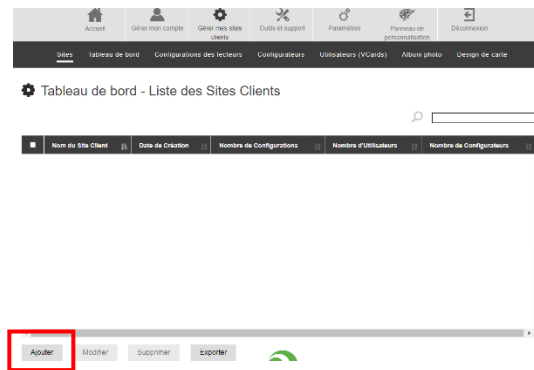 Accueil
Gérer mon compte
Gérer mes sites clients
Outils et support
Paramètres
Panneau de personnalisation
Déconnexion
Sites Tableau de bord Configurations des lecteurs Configurateurs Utilisateurs (VCards) Album photo Design de carte
Tableau de bord - Liste des Sites Clients
Nom du Site Client Date de Création Nombre de Configurations Nombre d'Utilisateurs Nombre de Configurateurs
Ajouter Modifier Supprimer Exporter